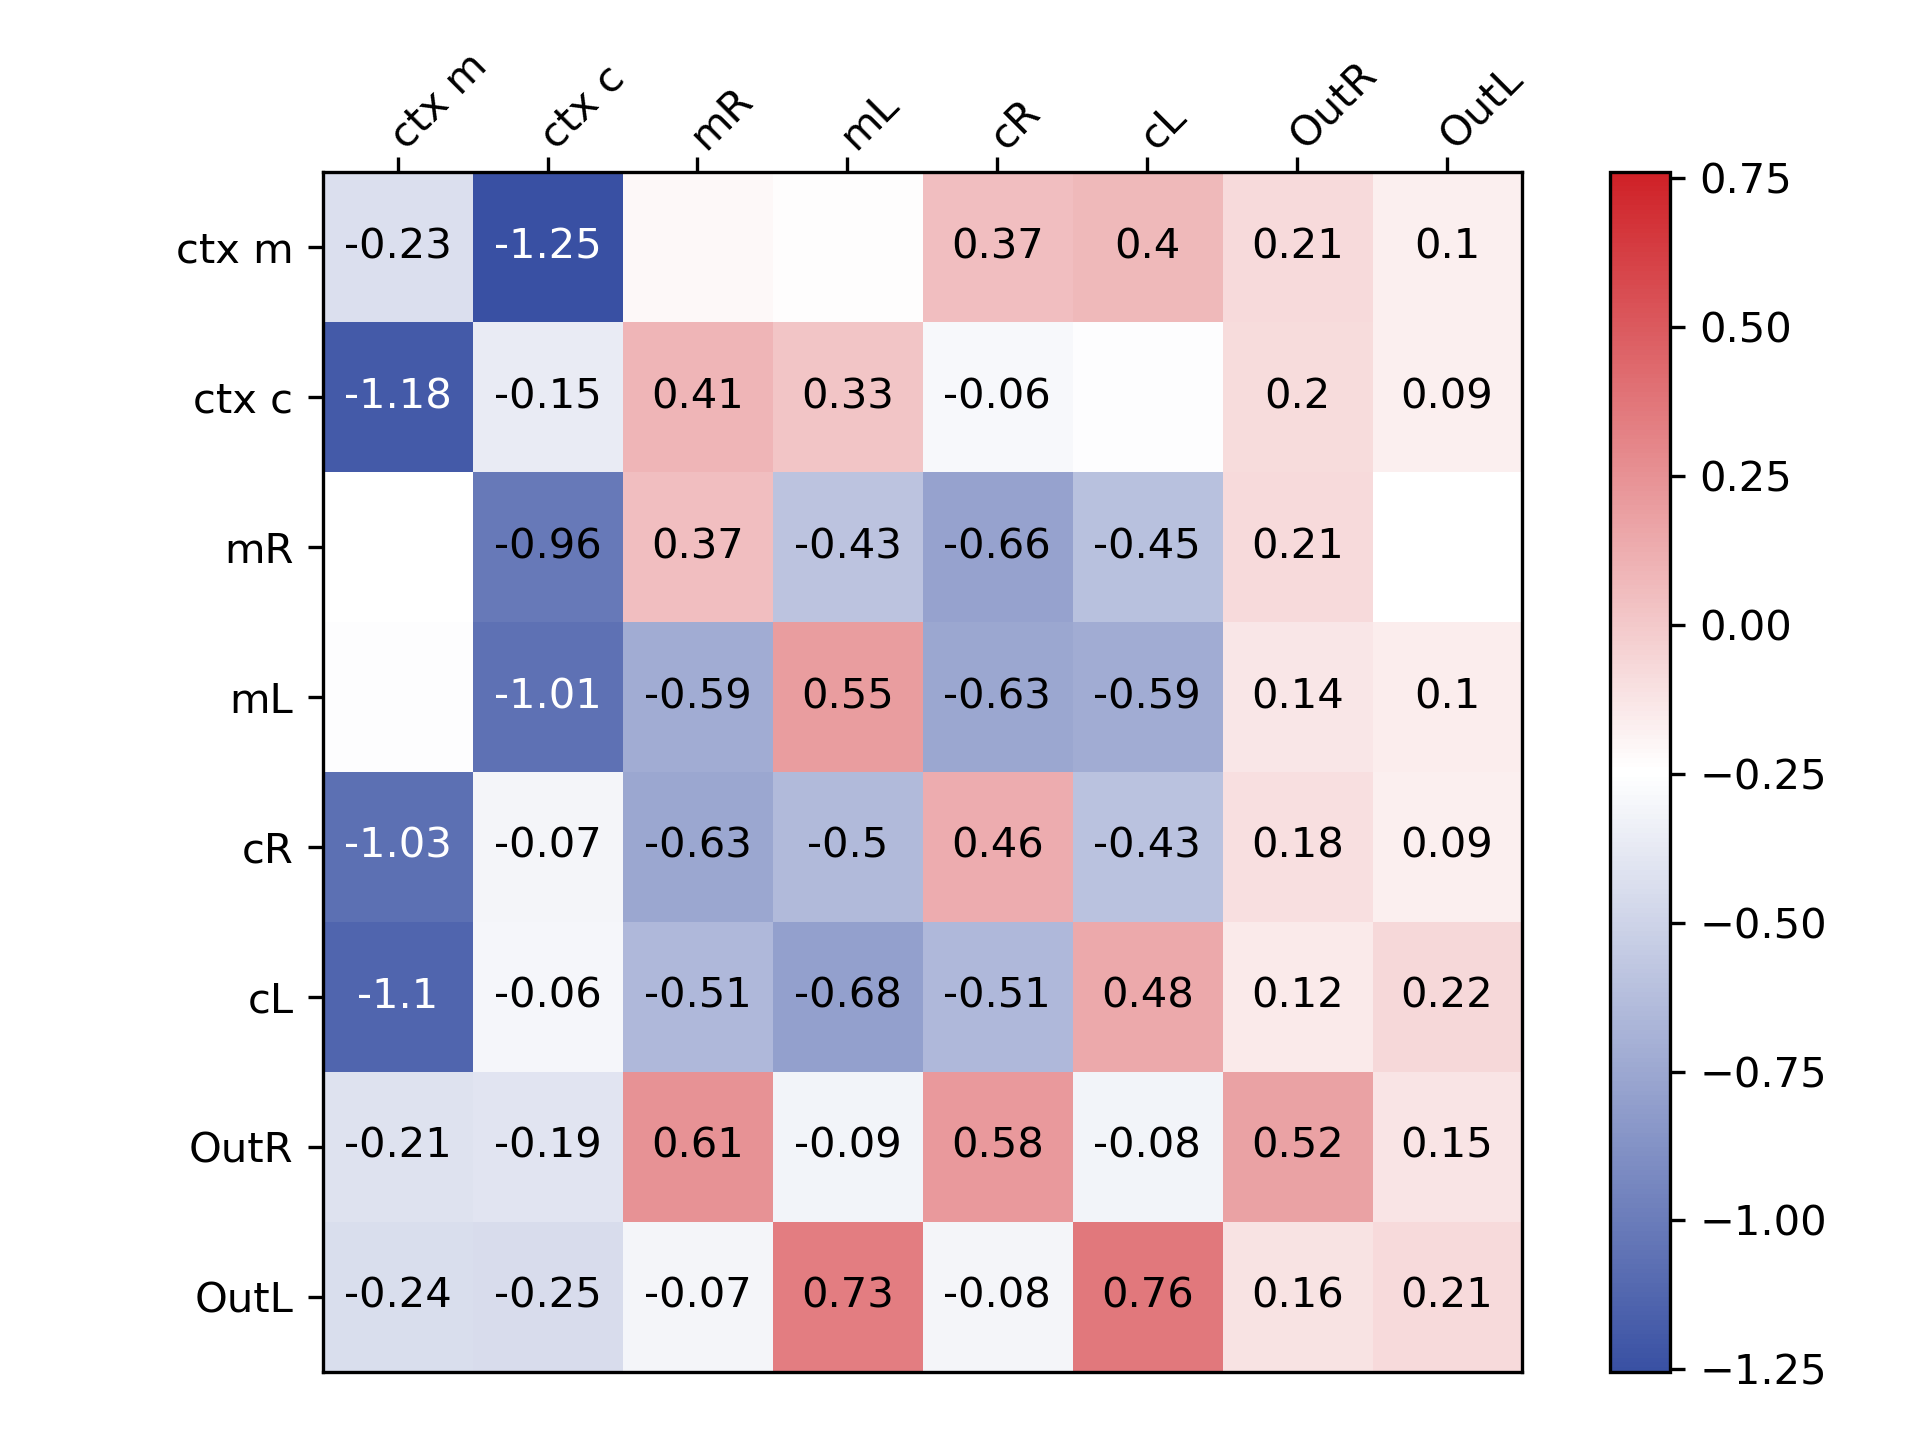 ctx m ctx c mR mL cR cL OutR OutL
ctx m -0.23 -1.25 0.37 0.4 0.21 0.1
ctx c -1.18 -0.15 0.41 0.33 -0.06 0.2 0.09
mR -0.96 0.37 -0.43 -0.66 -0.45 0.21
mL -1.01 -0.59 0.55 -0.63 -0.59 0.14 0.1
cR -1.03 -0.07 -0.63 -0.5 0.46 -0.43 0.18 0.09
cL -1.1 -0.06 -0.51 -0.68 -0.51 0.48 0.12 0.22
OutR -0.21 -0.19 0.61 -0.09 0.58 -0.08 0.52 0.15
OutL -0.24 -0.25 -0.07 0.73 -0.08 0.76 0.16 0.21
0.75
0.50
0.25
0.00
−0.25
−0.50
−0.75
−1.00
−1.25